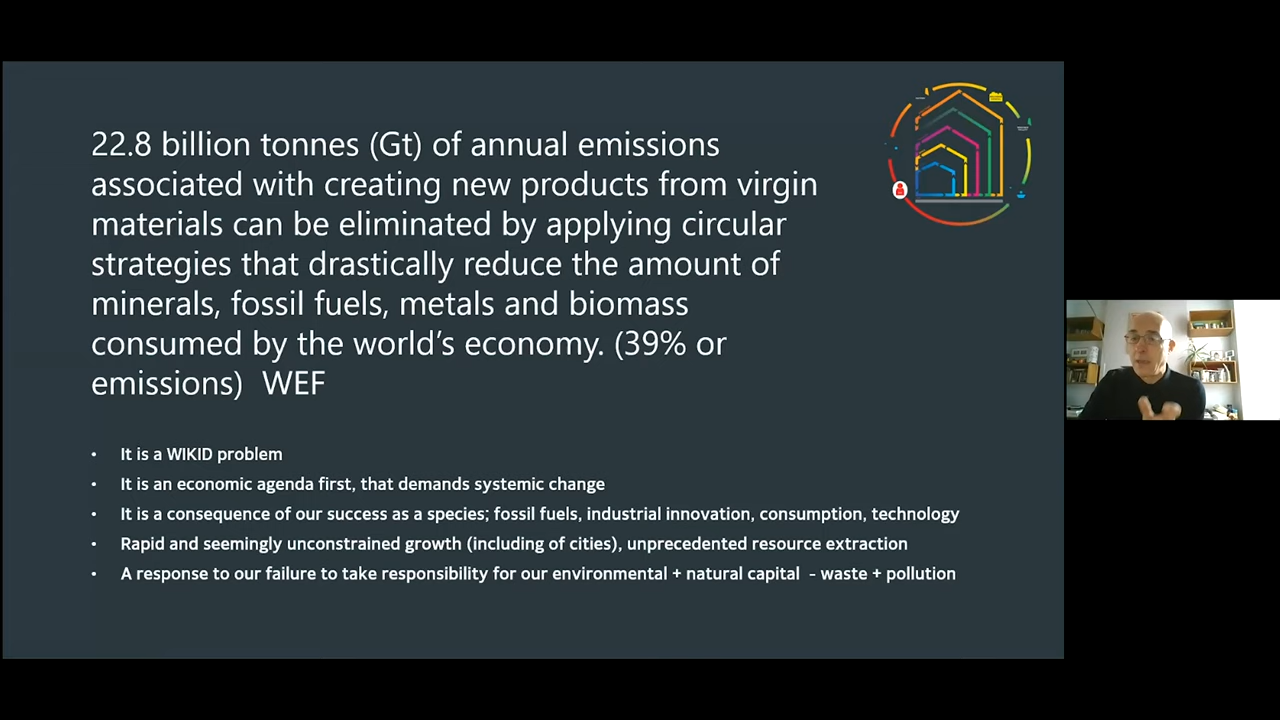 22.8 billion tonnes (Gt) of annual emissions
associated with creating new products from virgin
materials can be eliminated by applying circular
strategies that drastically reduce the amount of
minerals, fossil fuels, metals and biomass
consumed by the world's economy. (39% or
emissions)  WEF
• It is a WIKID problem
• It is an economic agenda first, that demands systemic change
• It is a consequence of our success as a species; fossil fuels, industrial innovation, consumption, technology
• Rapid and seemingly unconstrained growth (including of cities), unprecedented resource extraction
• A response to our failure to take responsibility for our environmental + natural capital  - waste + pollution